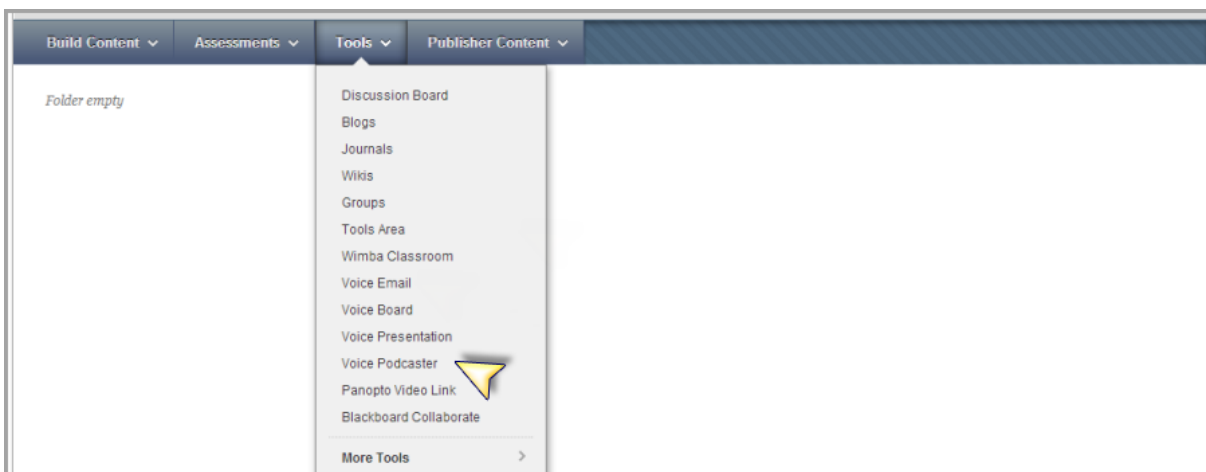 Build Content Assessments Tools Publisher Content
Folder empty
Discussion Board
Blogs
Journals
Wikis
Groups
Tools Area
Wimba Classroom
Voice Email
Voice Board
Voice Presentation
Voice Podcaster
Panopto Video Link
Blackboard Collaborate
More Tools